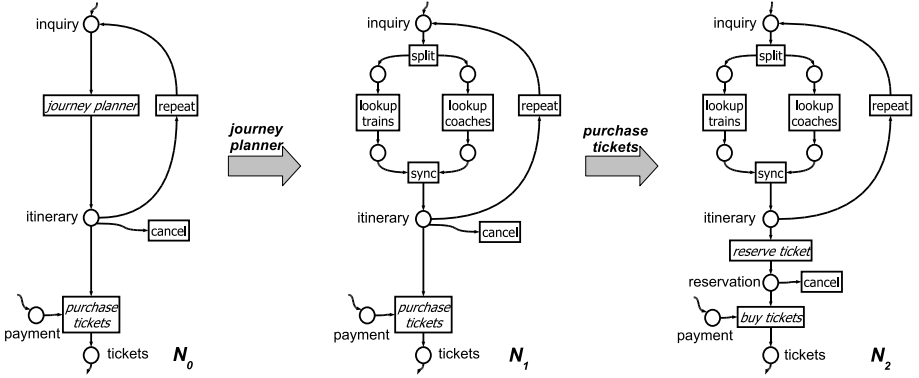 inquiry
journey planner
repeat
itinerary
cancel
purchase
tickets
payment
tickets
N0
journey
planner
inquiry
split
lookup
trains
lookup
coaches
repeat
sync
itinerary
cancel
purchase
tickets
payment
tickets
N1
purchase
tickets
inquiry
split
lookup
trains
lookup
coaches
repeat
sync
itinerary
reserve ticket
reservation
cancel
buy tickets
payment
tickets
N2